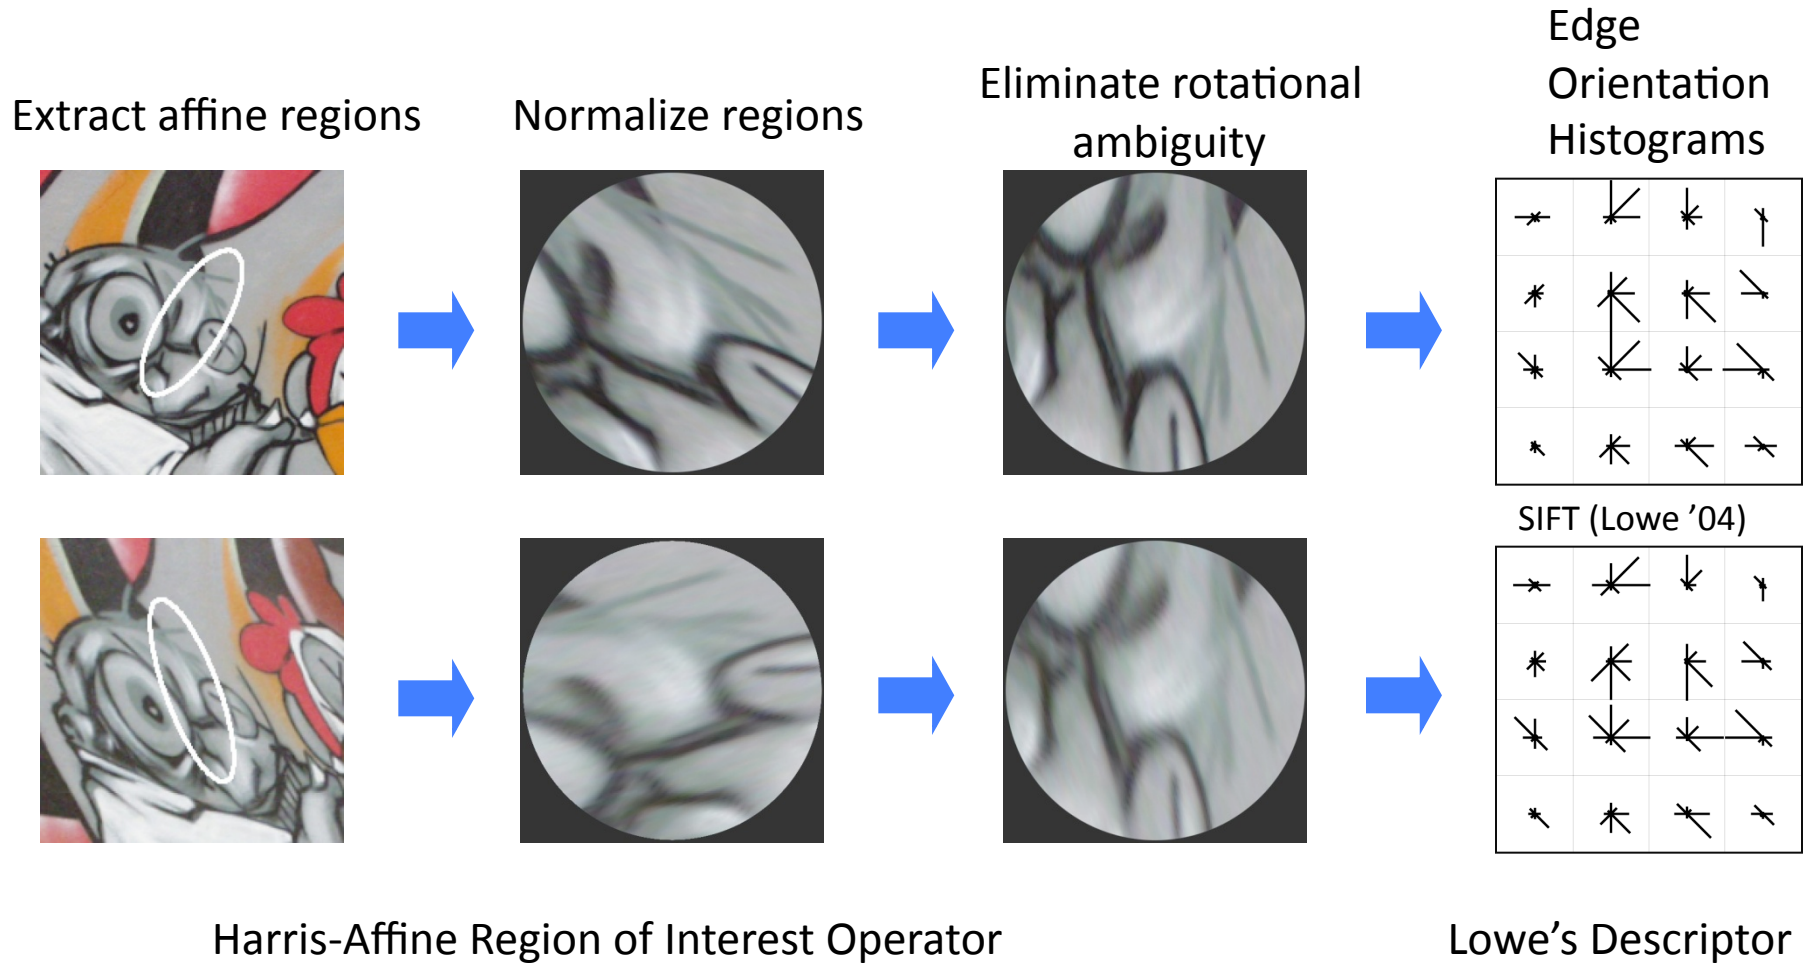 Extract affine regions
Normalize regions
Eliminate rotational
ambiguity
Edge
Orientation
Histograms
SIFT (Lowe ’04)
Harris-Affine Region of Interest Operator
Lowe’s Descriptor